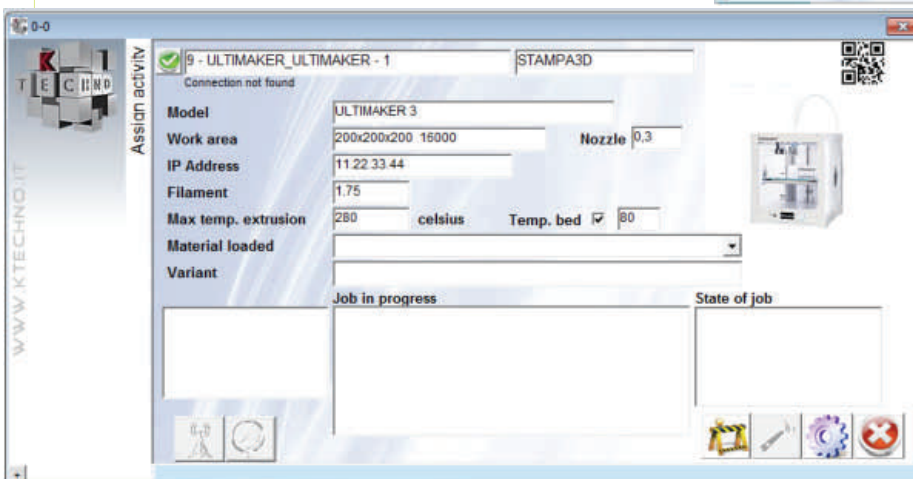 0-0
K
TECHNO
Assign activity
WWW.KTECHNO.IT
9 - ULTIMAKER_ULTIMAKER - 1 STAMPA3D
Connection not found
Model ULTIMAKER 3
Work area 200x200x200 16000 Nozzle 0,3
IP Address 11.22.33.44
Filament 1.75
Max temp. extrusion 280 celsius Temp. bed 80
Material loaded
Variant
Job in progress State of job